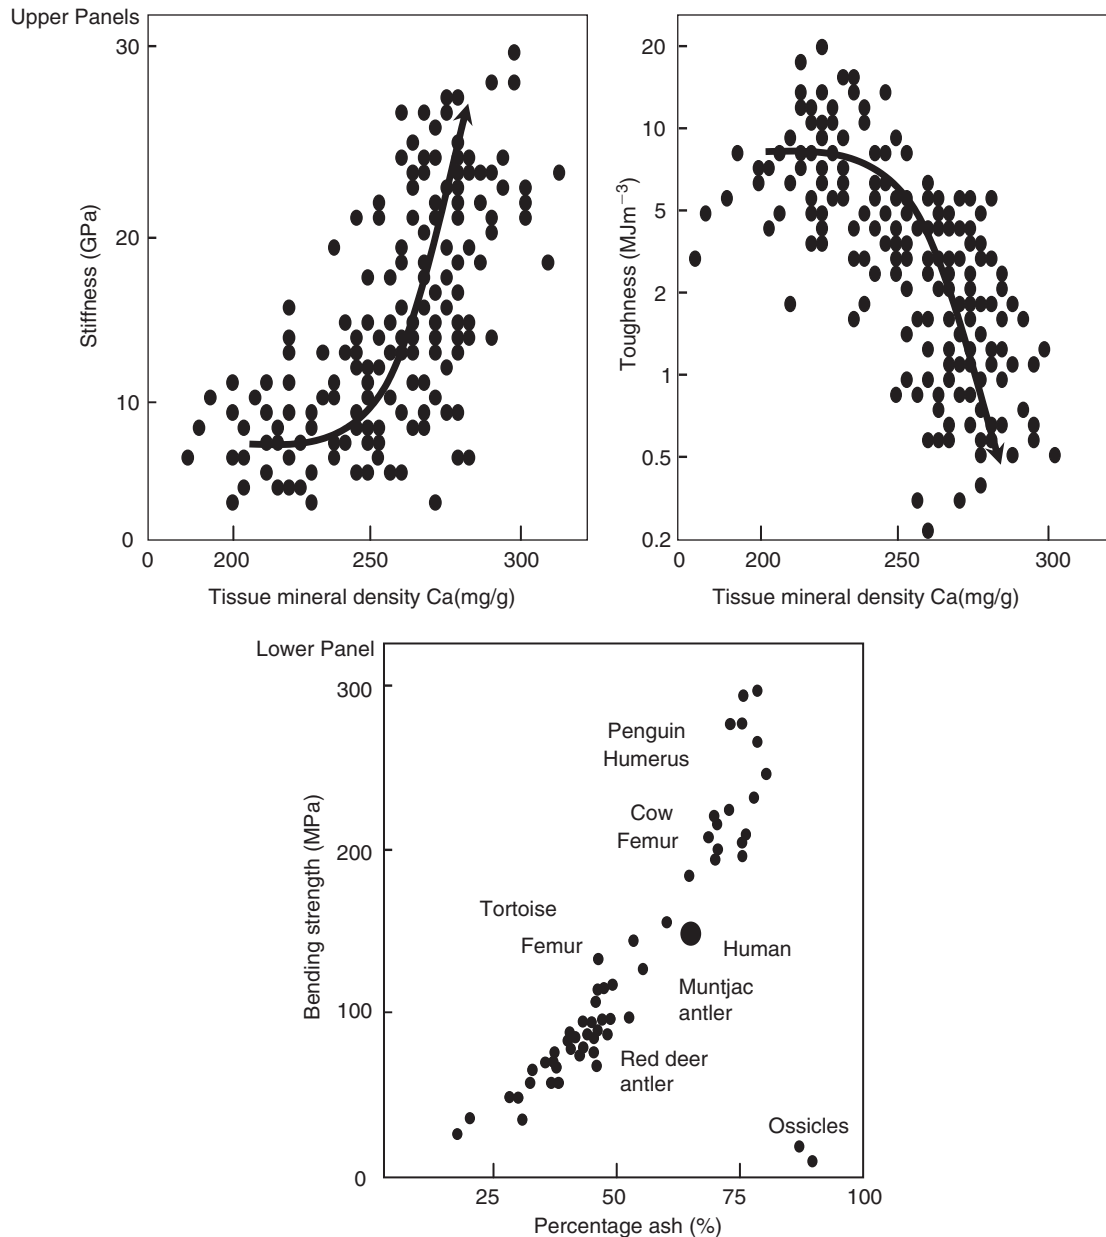 Upper Panels
30
20
10
0
Stiffness (GPa)
0
200
250
300
Tissue mineral density Ca(mg/g)
20
10
5
2
1
0.5
0.2
Toughness (MJm−3)
0
200
250
300
Tissue mineral density Ca(mg/g)
Lower Panel
300
200
100
0
Bending strength (MPa)
Penguin
Humerus
Cow
Femur
Tortoise
Femur
Human
Muntjac
antler
Red deer
antler
Ossicles
25
50
75
100
Percentage ash (%)